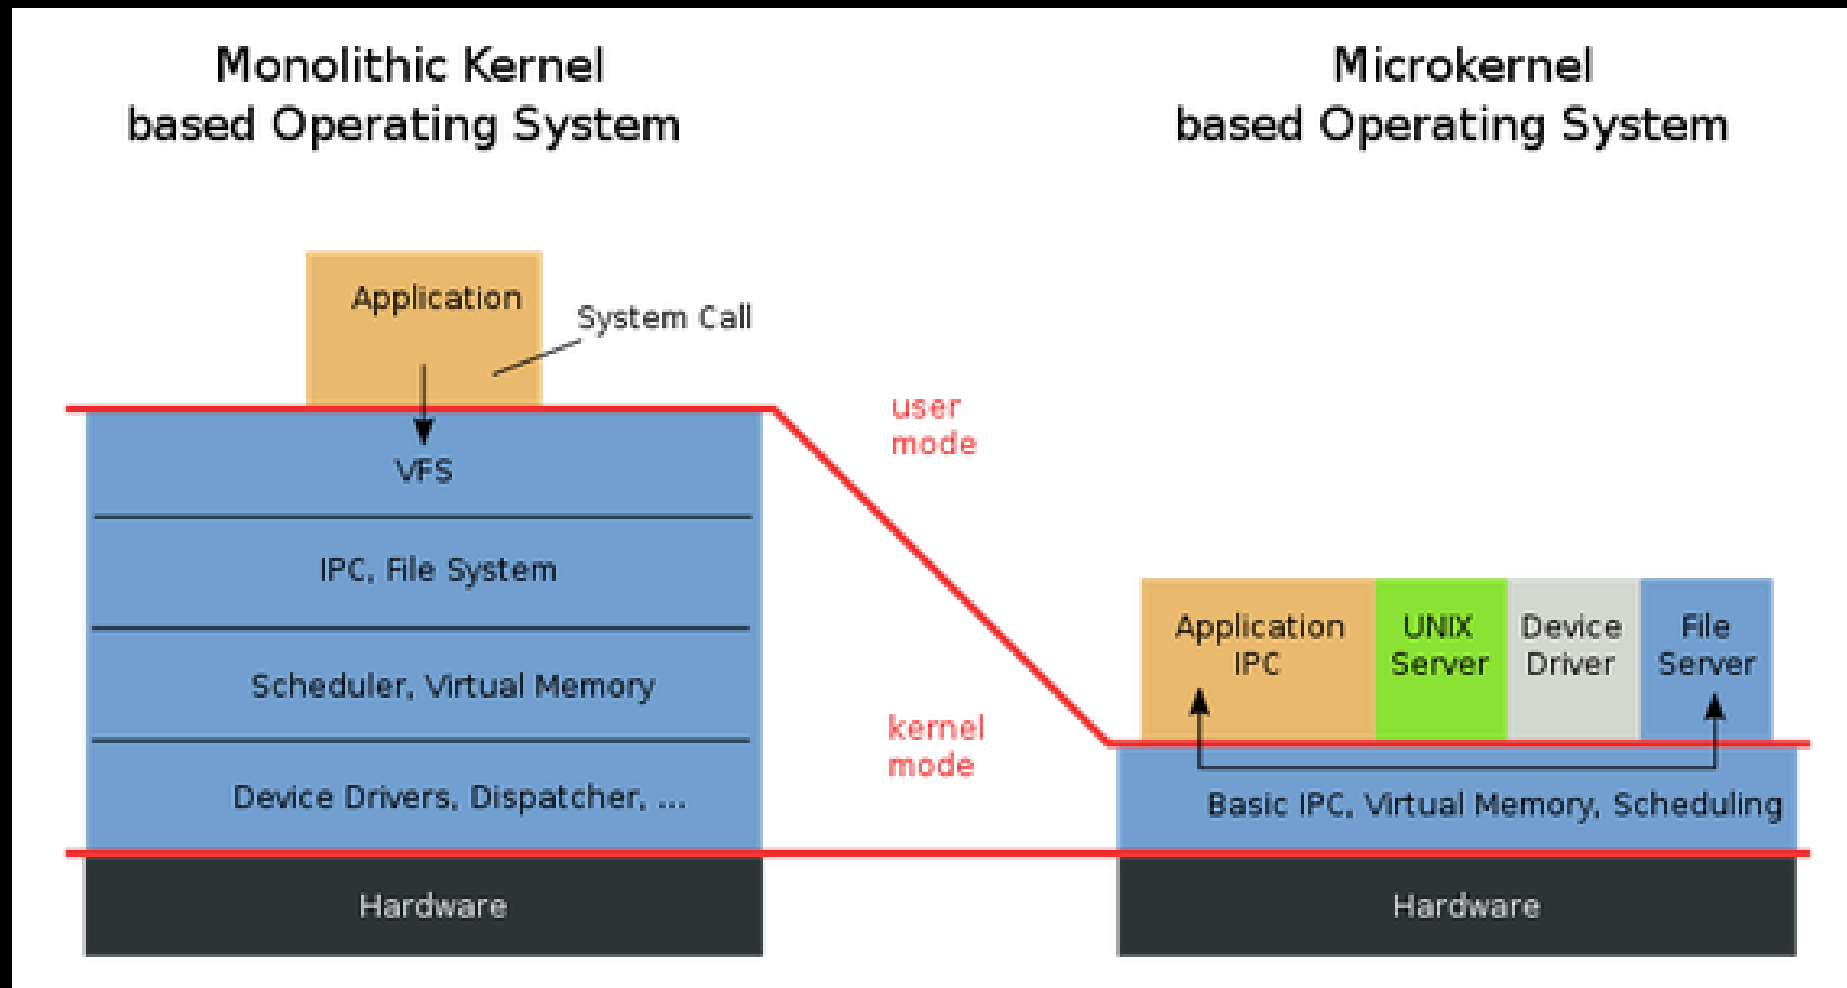 Monolithic Kernel
based Operating System
Microkernel
based Operating System
Application
System Call
user
mode
VFS
IPC, File System
Scheduler, Virtual Memory
Device Drivers, Dispatcher, ...
kernel
mode
Application
IPC
UNIX
Server
Device
Driver
File
Server
Basic IPC, Virtual Memory, Scheduling
Hardware
Hardware